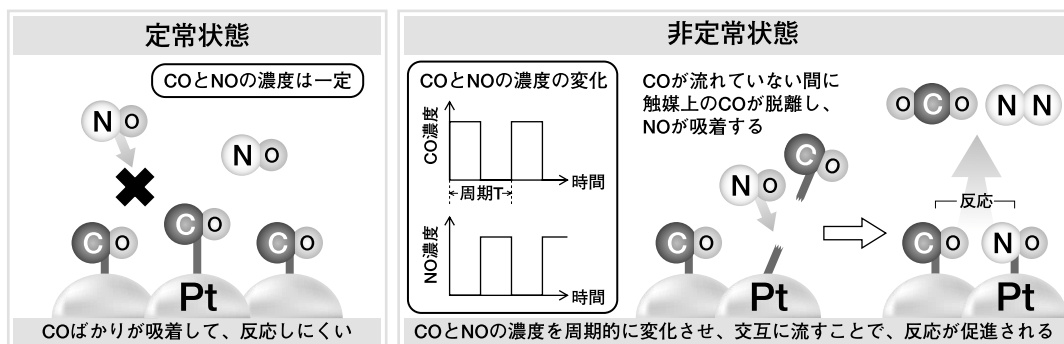 定常状態
COとNOの濃度は一定
N O
N O
C O
C O
C O
Pt
COばかりが吸着して、反応しにくい
非定常状態
COとNOの濃度の変化
CO濃度
時間
周期T
NO濃度
時間
COが流れていない間に
触媒上のCOが脱離し、
NOが吸着する
C O
N O
C O
Pt
O C O
N N
反応
C O
N O
Pt
COとNOの濃度を周期的に変化させ、交互に流すことで、反応が促進される